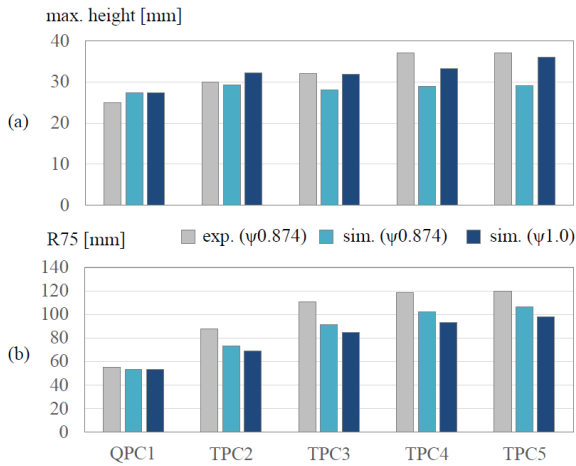 max. height [mm]
40
30
(a)
20
10
0
R75 [mm]
exp. (ψ0.874) sim. (ψ0.874) sim. (ψ1.0)
140
120
100
80
(b)
60
40
20
0
QPC1 TPC2 TPC3 TPC4 TPC5